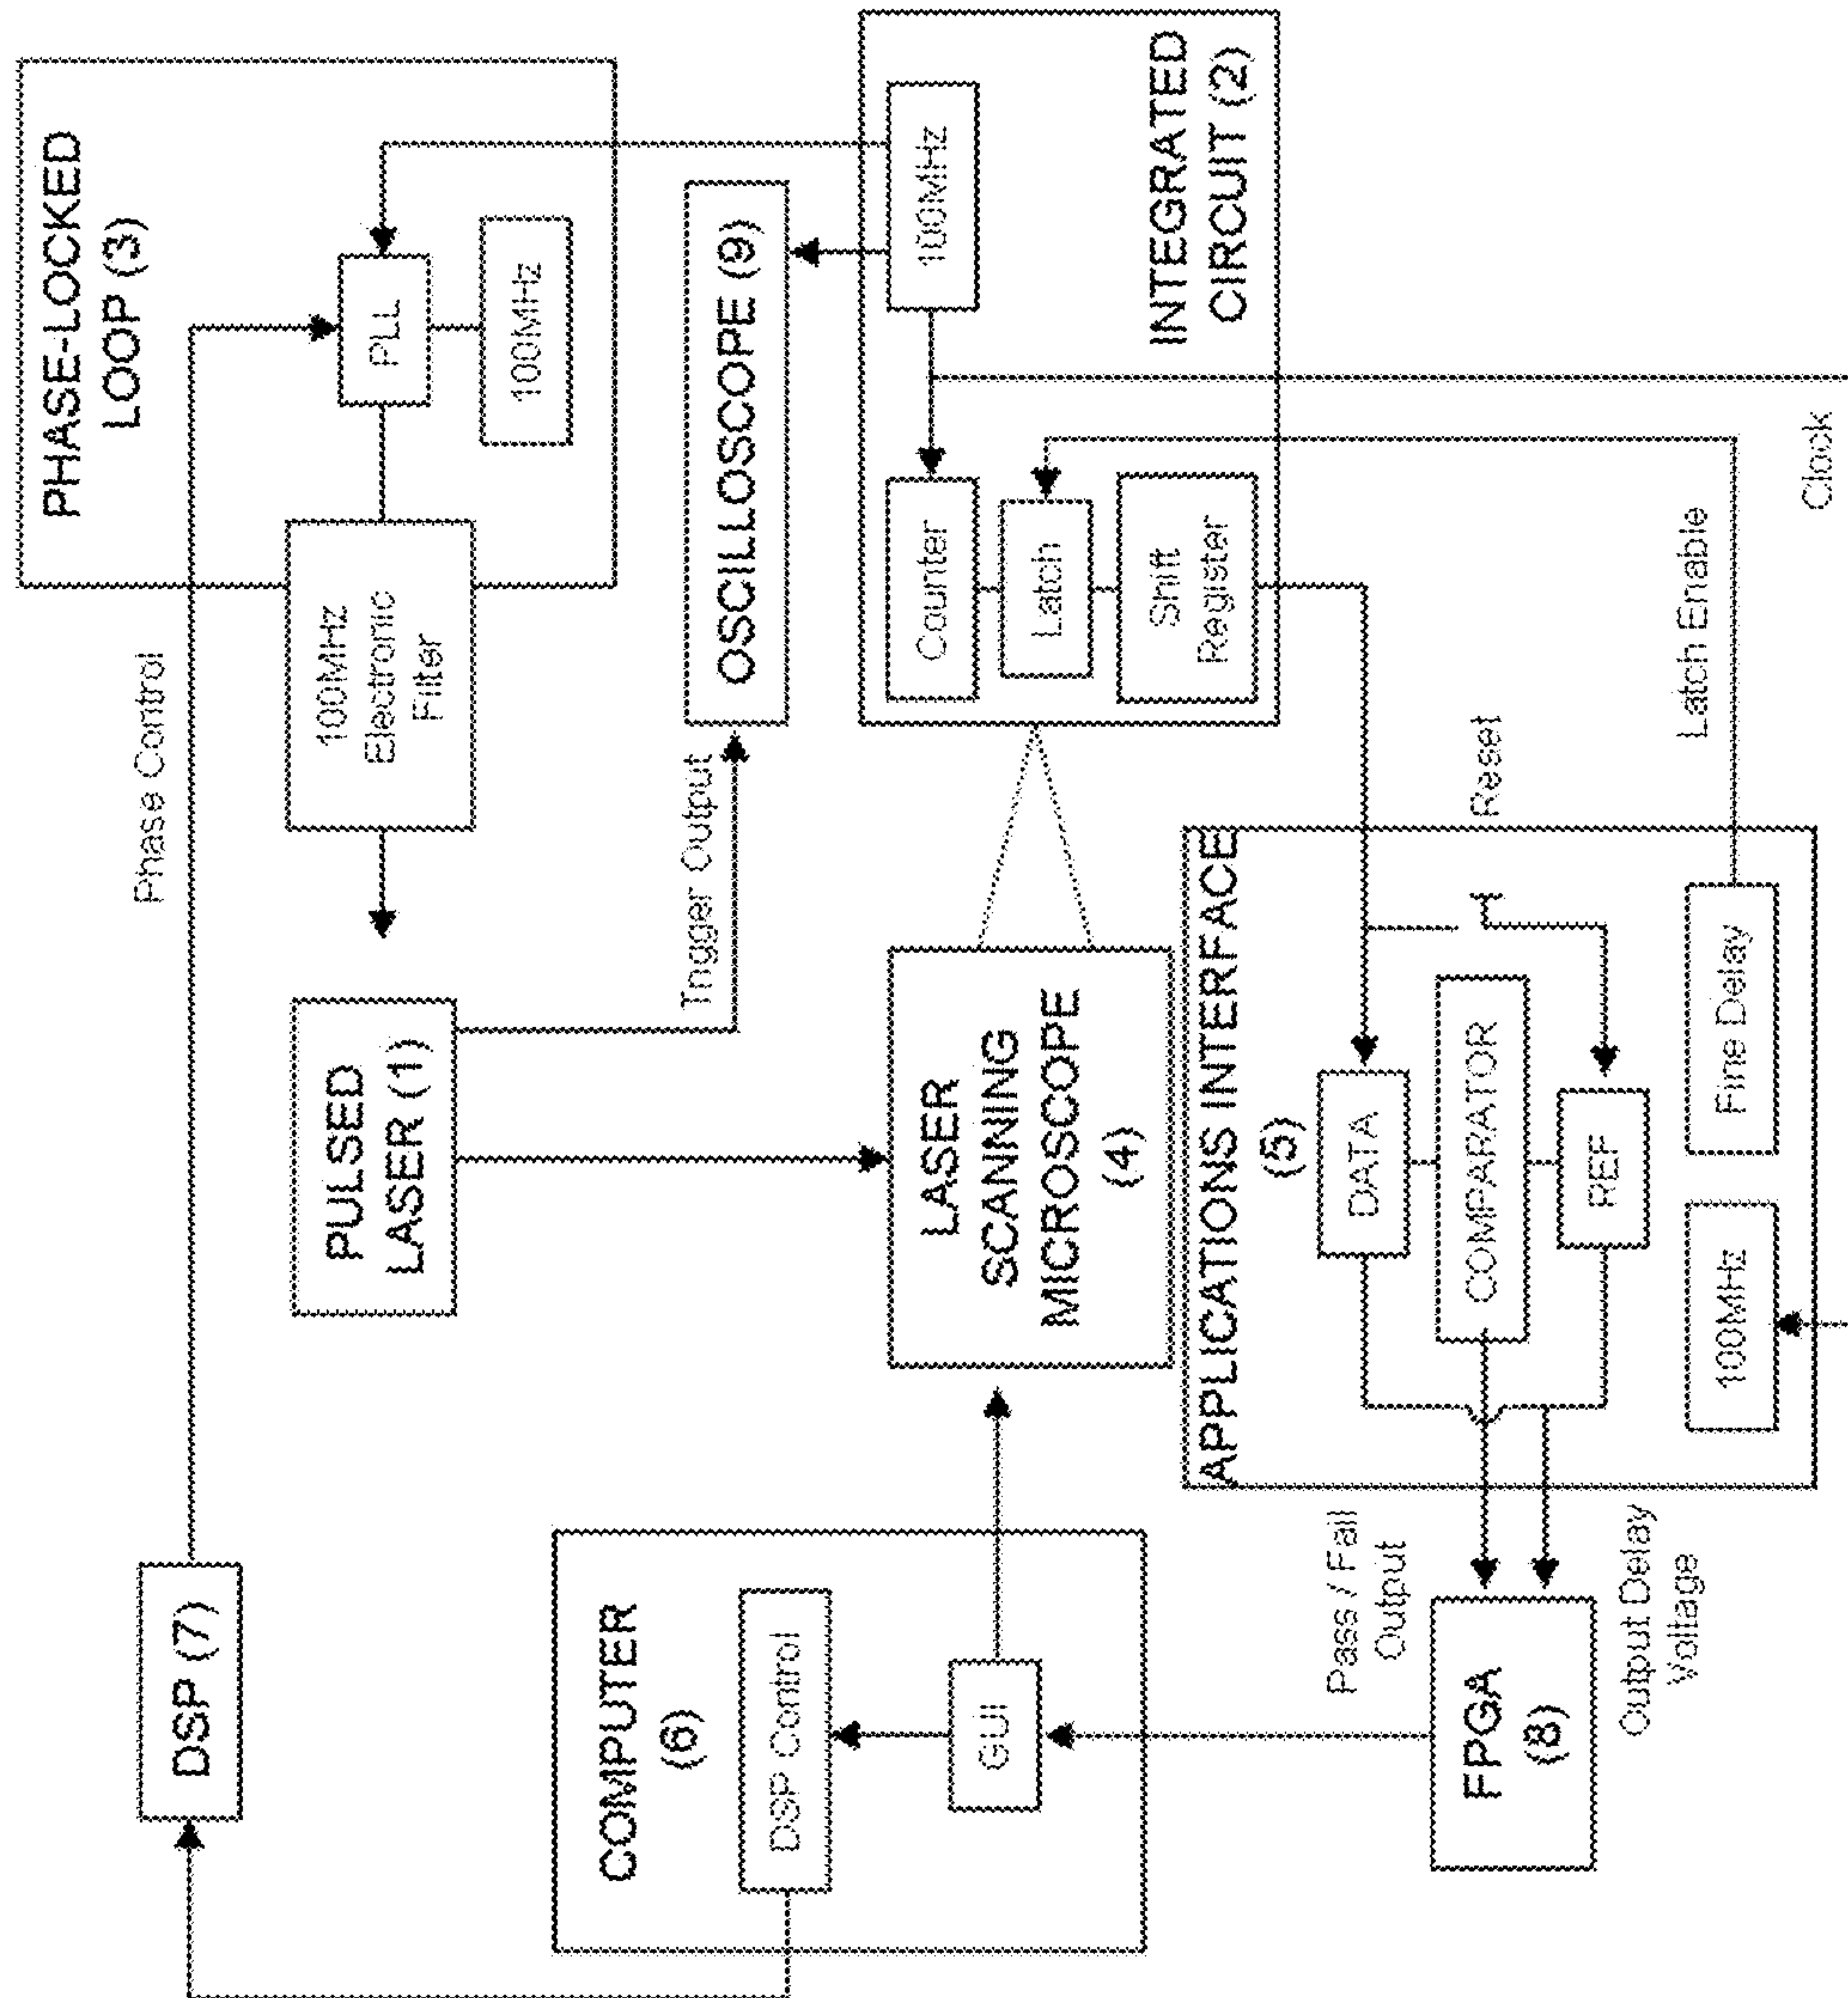 DSP (7)
Phase Control
PHASE-LOCKED
LOOP (3)
PULSED
LASER (1)
100MHz
Electronic
Filter
PLL
100MHz
COMPUTER
(6)
DSP Control
GUI
Trigger Output
OSCILLOSCOPE (9)
LASER
SCANNING
MICROSCOPE
(4)
Counter
100MHz
Latch
Shift
Register
INTEGRATED
CIRCUIT (2)
APPLICATIONS INTERFACE
(5)
DATA
COMPARATOR
REF
100MHz
Fine Delay
Pass / Fail
Output
FPGA
(8)
Output Delay
Voltage
Reset
Latch Enable
Clock